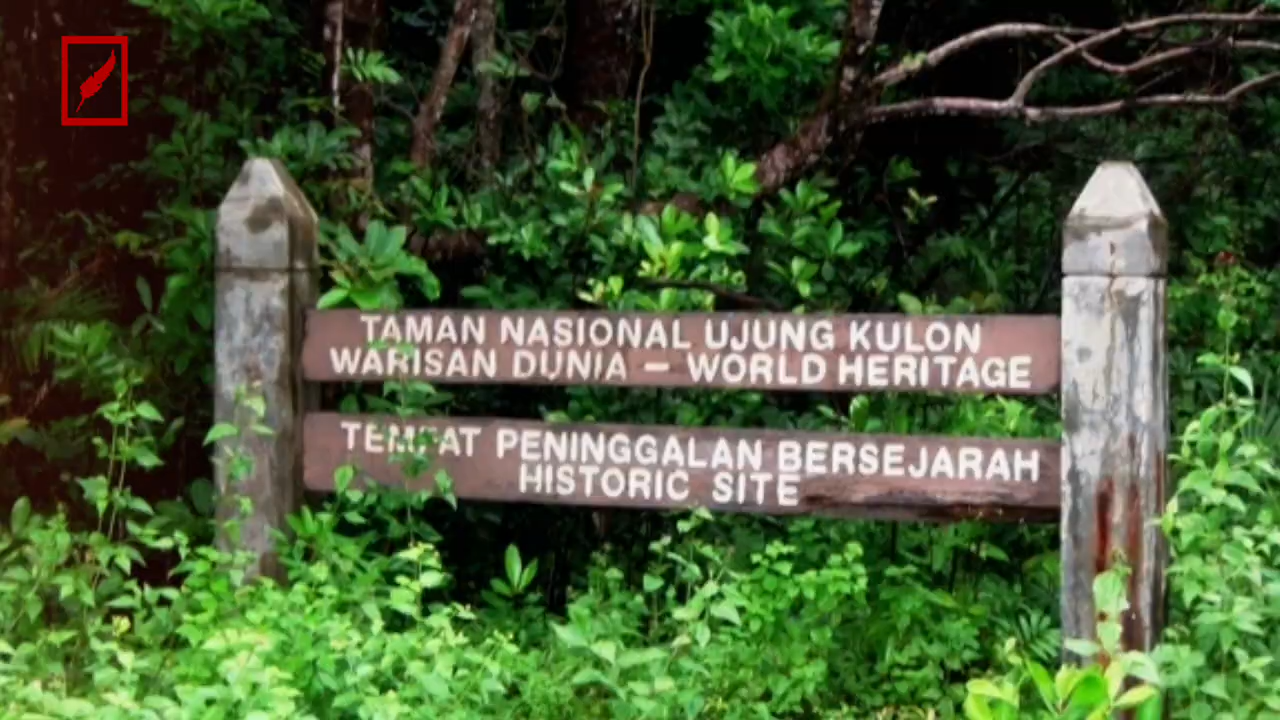 TAMAN NASIONAL UJUNG KULON
WARISAN DUNIA – WORLD HERITAGE
TEMPAT PENINGGALAN BERSEJARAH
HISTORIC SITE